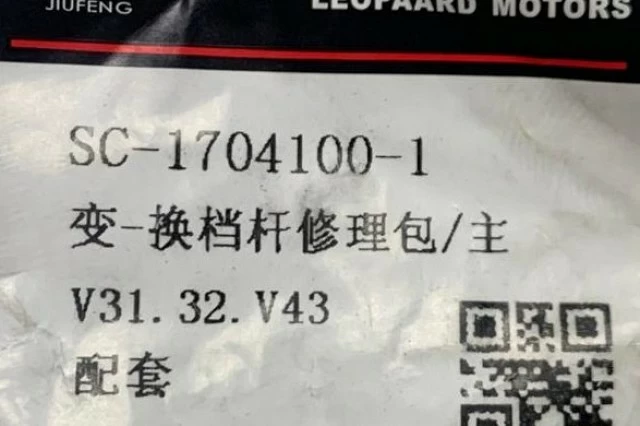 JIUFENG
LEOPAARD MOTORS
SC-1704100-1
变-换档杆修理包/主
V31.32.V43
配套